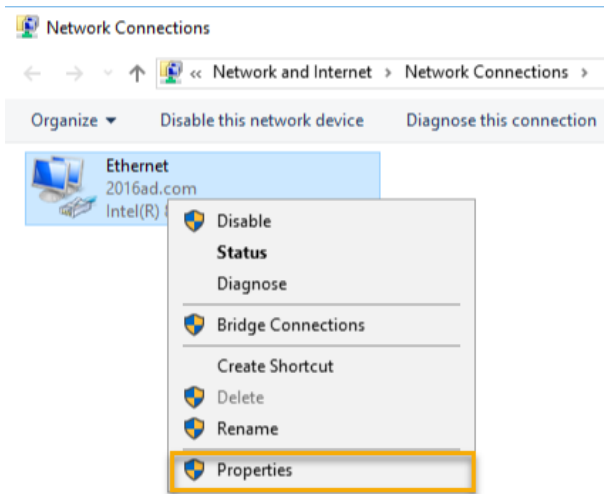 Network Connections
« Network and Internet > Network Connections >
Organize Disable this network device Diagnose this connection
Ethernet
2016ad.com
Intel(R)
Disable
Status
Diagnose
Bridge Connections
Create Shortcut
Delete
Rename
Properties